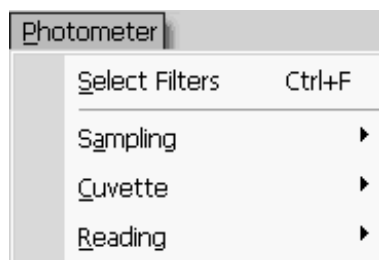 Photometer
Select Filters Ctrl+F
Sampling
Cuvette
Reading